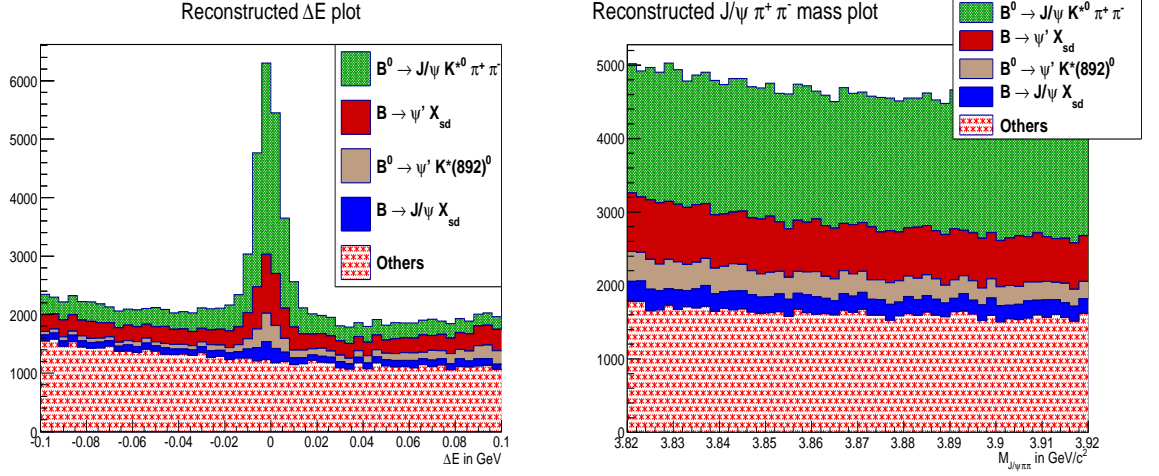 Reconstructed ΔE plot
B⁰ → J/ψ K*⁰ π⁺ π⁻
B → ψ' X_sd
B⁰ → ψ' K*(892)⁰
B → J/ψ X_sd
Others
6000
5000
4000
3000
2000
1000
0
-0.1 -0.08 -0.06 -0.04 -0.02 0 0.02 0.04 0.06 0.08 0.1
ΔE in GeV
Reconstructed J/ψ π⁺ π⁻ mass plot
B⁰ → J/ψ K*⁰ π⁺ π⁻
B → ψ' X_sd
B⁰ → ψ' K*(892)⁰
B → J/ψ X_sd
Others
5000
4000
3000
2000
1000
0
3.82 3.83 3.84 3.85 3.86 3.87 3.88 3.89 3.9 3.91 3.92
M_J/ψππ in GeV/c²